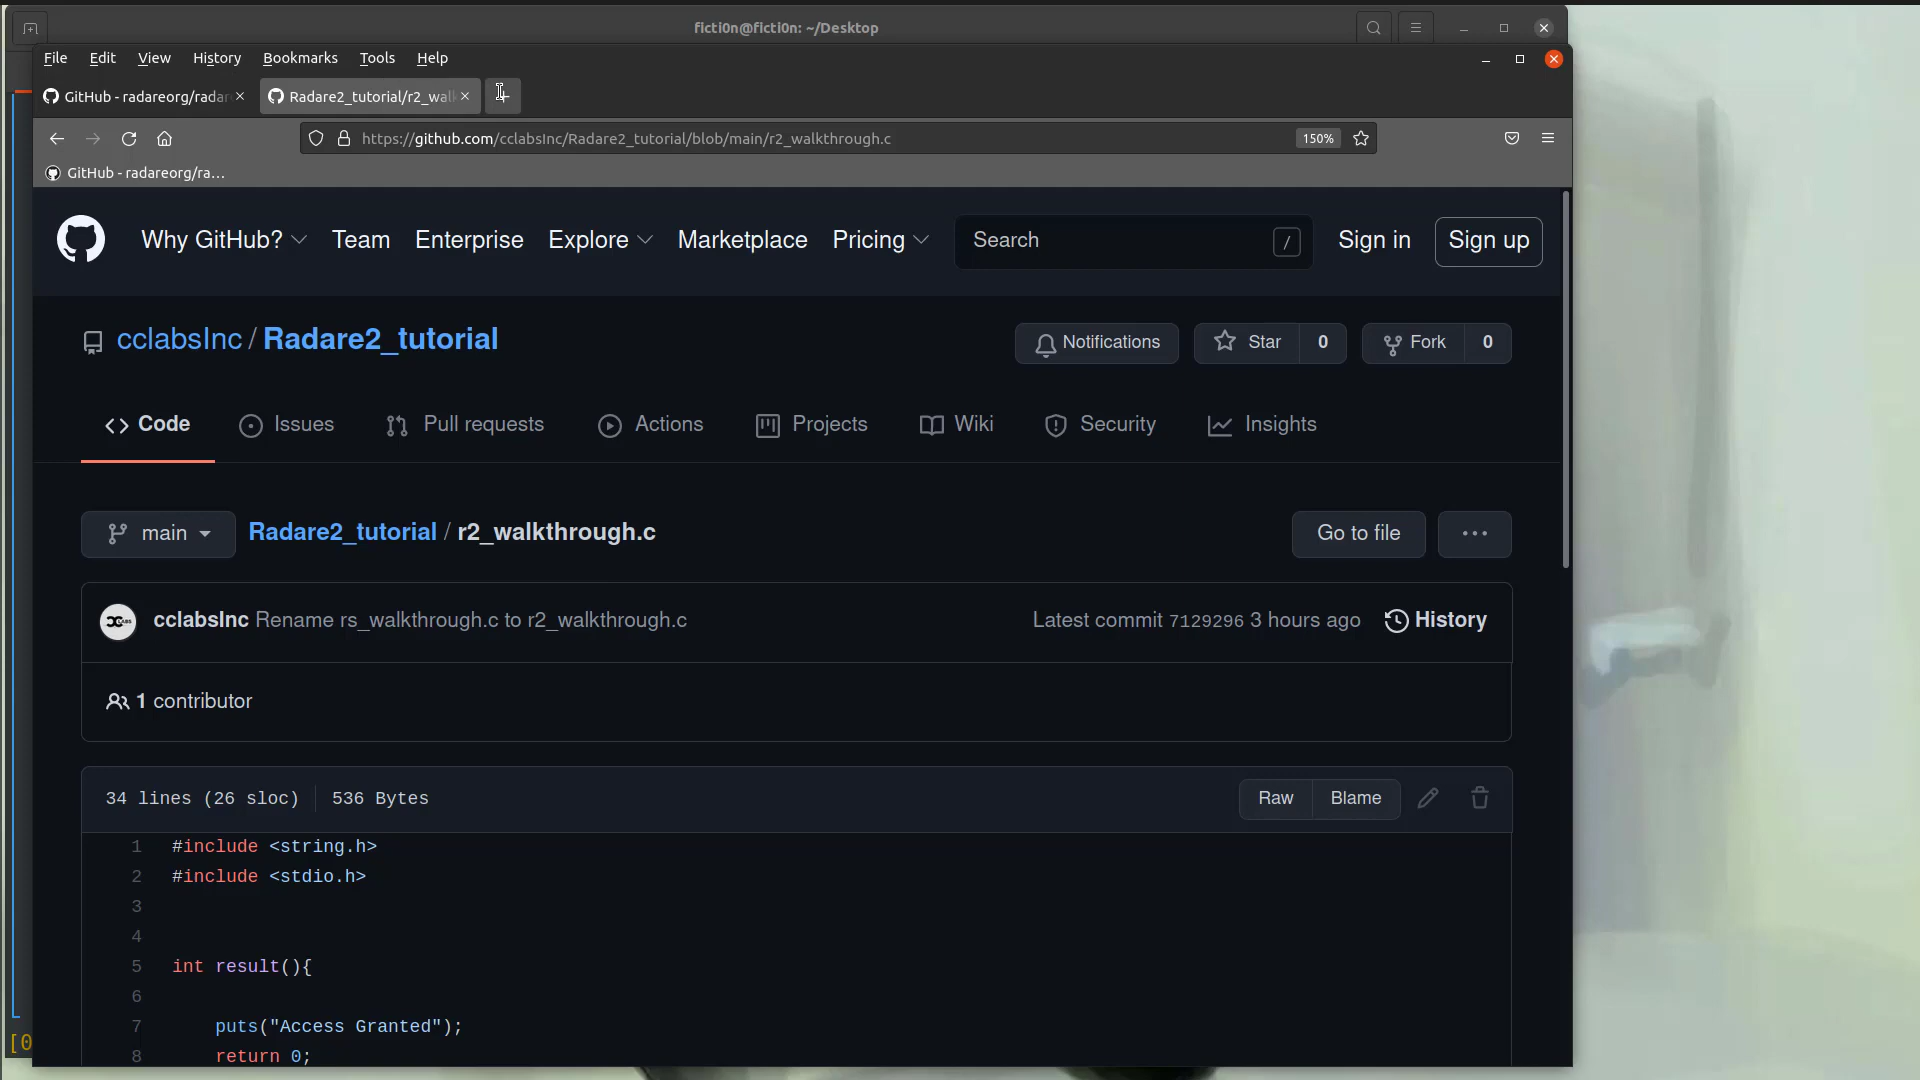 ficti0n@ficti0n: ~/Desktop
File Edit View History Bookmarks Tools Help
GitHub - radareorg/radar
Radare2_tutorial/r2_wal
https://github.com/cclabsInc/Radare2_tutorial/blob/main/r2_walkthrough.c
150%
GitHub - radareorg/ra...
Why GitHub? Team Enterprise Explore Marketplace Pricing Search / Sign in Sign up
cclabsInc / Radare2_tutorial
Notifications Star 0 Fork 0
Code Issues Pull requests Actions Projects Wiki Security Insights
main Radare2_tutorial / r2_walkthrough.c Go to file ...
cclabsInc Rename rs_walkthrough.c to r2_walkthrough.c Latest commit 7129296 3 hours ago History
1 contributor
34 lines (26 sloc) 536 Bytes Raw Blame
1 #include <string.h>
2 #include <stdio.h>
3
4
5 int result(){
6
7 puts("Access Granted");
8 return 0;
[0